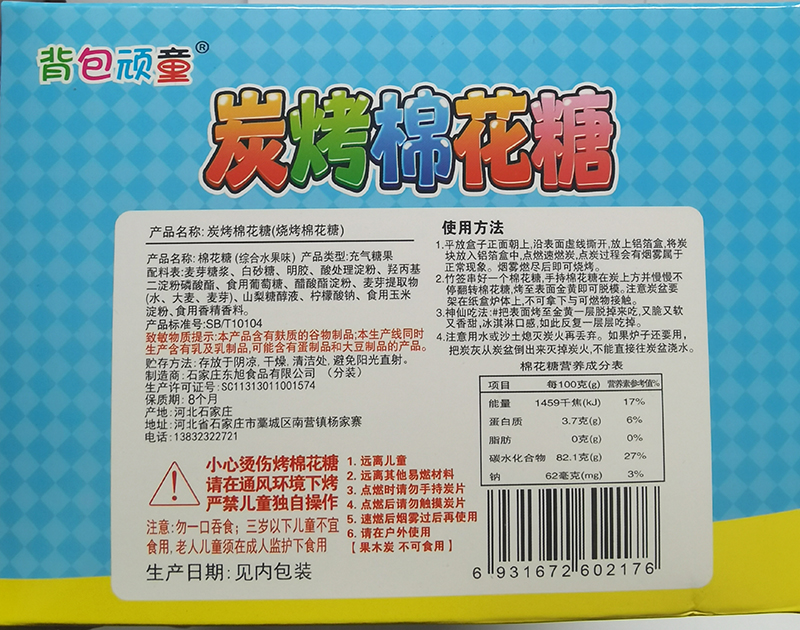 背包顽童®
炭烤棉花糖
产品名称: 炭烤棉花糖(烧烤棉花糖)
产品名称: 棉花糖 (综合水果味) 产品类型:充气糖果
配料表:麦芽糖浆、白砂糖、明胶、酸处理淀粉、羟丙基
二淀粉磷酸酯、食用葡萄糖、醋酸酯淀粉、麦芽提取物
(水、大麦、麦芽)、山梨糖醇液、柠檬酸钠、食用玉米
淀粉、食用香精香料。
产品标准号:SB/T10104
致敏物质提示:本产品含有麸质的谷物制品;本生产线同时
生产含有乳及乳制品,可能含有蛋制品和大豆制品的产品。
贮存方法: 存放于阴凉, 干燥, 清洁处, 避免阳光直射。
制造商: 石家庄东旭食品有限公司 (分装)
生产许可证号:SC11313011001574
保质期: 8个月
产地: 河北石家庄
地址: 河北省石家庄市藁城区南营镇杨家寨
电话: 13832322721
小心烫伤烤棉花糖
请在通风环境下烤
严禁儿童独自操作
注意:勿一口吞食; 三岁以下儿童不宜
食用,老人儿童须在成人监护下食用
生产日期: 见内包装
1. 远离儿童
2. 远离其他易燃材料
3. 点燃时请勿手持炭片
4. 点燃后请勿触摸炭片
5. 速燃后烟雾过后再使用
6. 请在户外使用
【 果木炭 不可食用 】
使用方法
1.平放盒子正面朝上,沿表面虚线撕开,放上铝箔盒,将炭
块放入铝箔盒中,点燃速燃炭,点炭过程会有烟雾属于
正常现象。烟雾燃尽后即可烧烤。
2.竹签串好一个棉花糖,手持棉花糖在炭上方并慢慢不
停翻转棉花糖,烤至表面金黄即可脱模。注意炭盆要
架在纸盒炉体上,不可拿下与可燃物接触。
3.神仙吃法:#把表面烤至金黄一层脱掉来吃,又脆又软
又香甜, 冰淇淋口感, 如此反复一层层吃掉。
4.注意用水或沙土熄灭炭火再丢弃。如果炉子还要用,
把炭灰从炭盆倒出来灭掉炭火,不能直接往炭盆浇水。
棉花糖营养成分表
项目 每100克(g) 营养素参考值%
能量 1459千焦(kJ) 17%
蛋白质 3.7克(g) 6%
脂肪 0克(g) 0%
碳水化合物 82.1克(g) 27%
钠 62毫克(mg) 3%
6 931672 602176